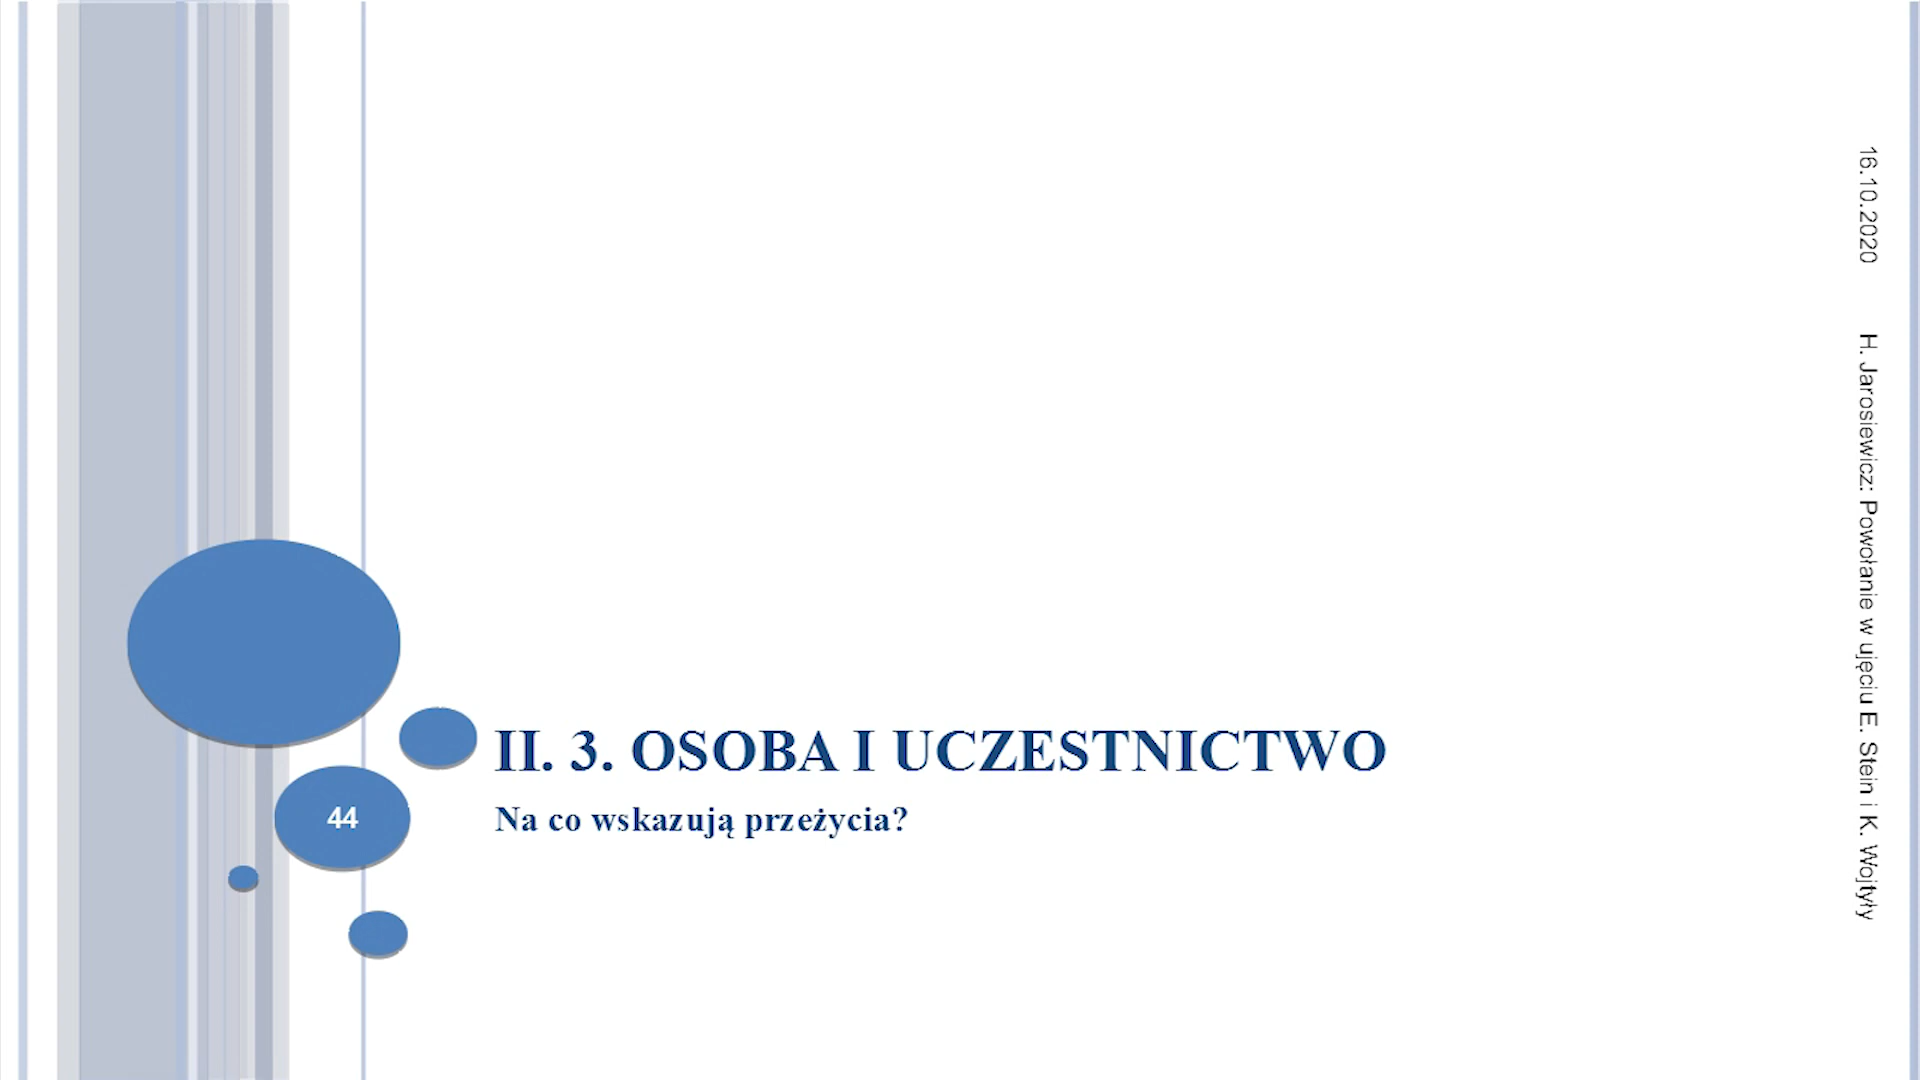 II. 3. OSOBA I UCZESTNICTWO
Na co wskazują przeżycia?
44
16.10.2020
H. Jarosiewicz: Powołanie w ujęciu E. Stein i K. Wojtyły